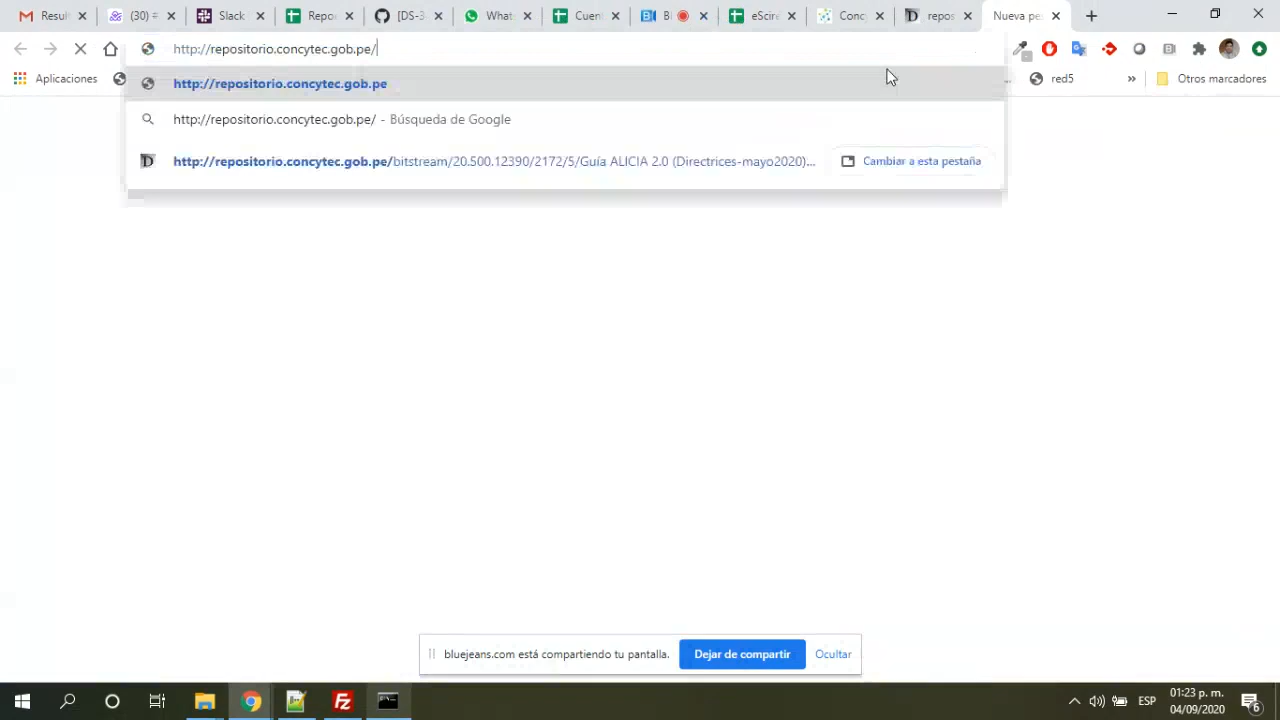 Resul
(30)
Slack
Repo
[DS-3
Whats
Cuent
B
eScire
Conc
repos
Nueva pe
http://repositorio.concytec.gob.pe/
Aplicaciones
red5
»
Otros marcadores
http://repositorio.concytec.gob.pe
http://repositorio.concytec.gob.pe/ - Búsqueda de Google
http://repositorio.concytec.gob.pe/bitstream/20.500.12390/2172/5/Guía ALICIA 2.0 (Directrices-mayo2020)...
Cambiar a esta pestaña
bluejeans.com está compartiendo tu pantalla.
Dejar de compartir
Ocultar
ESP
01:23 p. m.
04/09/2020
6